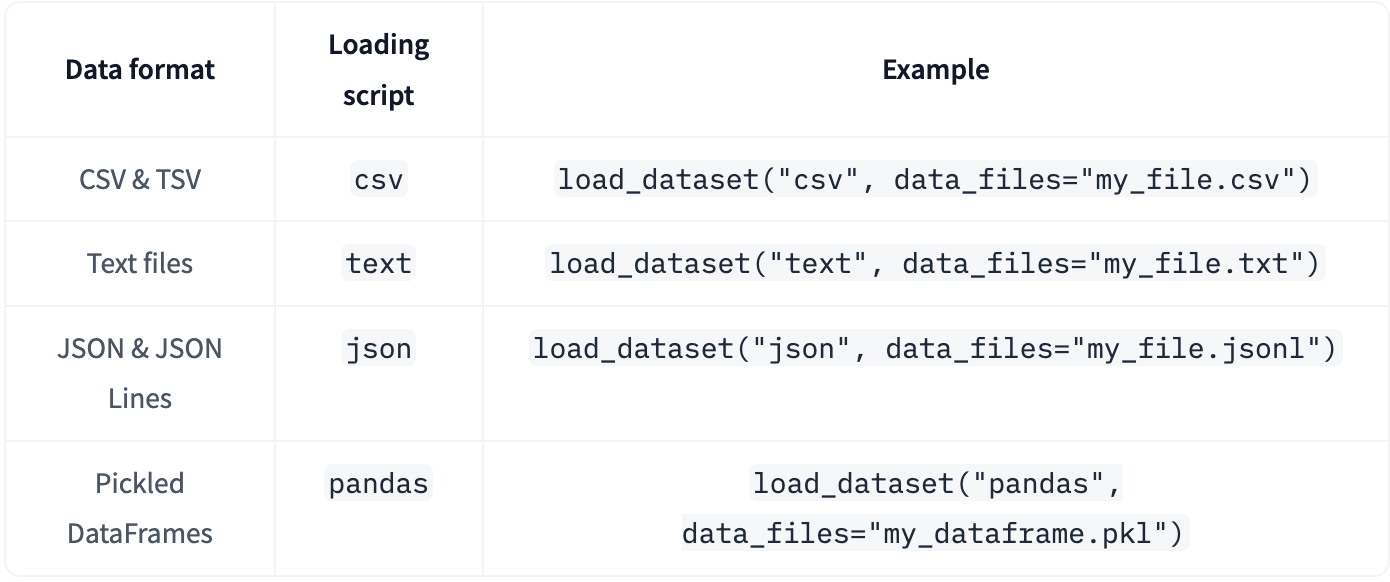 Data format
Loading
script
Example
CSV & TSV
csv
load_dataset("csv", data_files="my_file.csv")
Text files
text
load_dataset("text", data_files="my_file.txt")
JSON & JSON
Lines
json
load_dataset("json", data_files="my_file.jsonl")
Pickled
DataFrames
pandas
load_dataset("pandas",
data_files="my_dataframe.pkl")